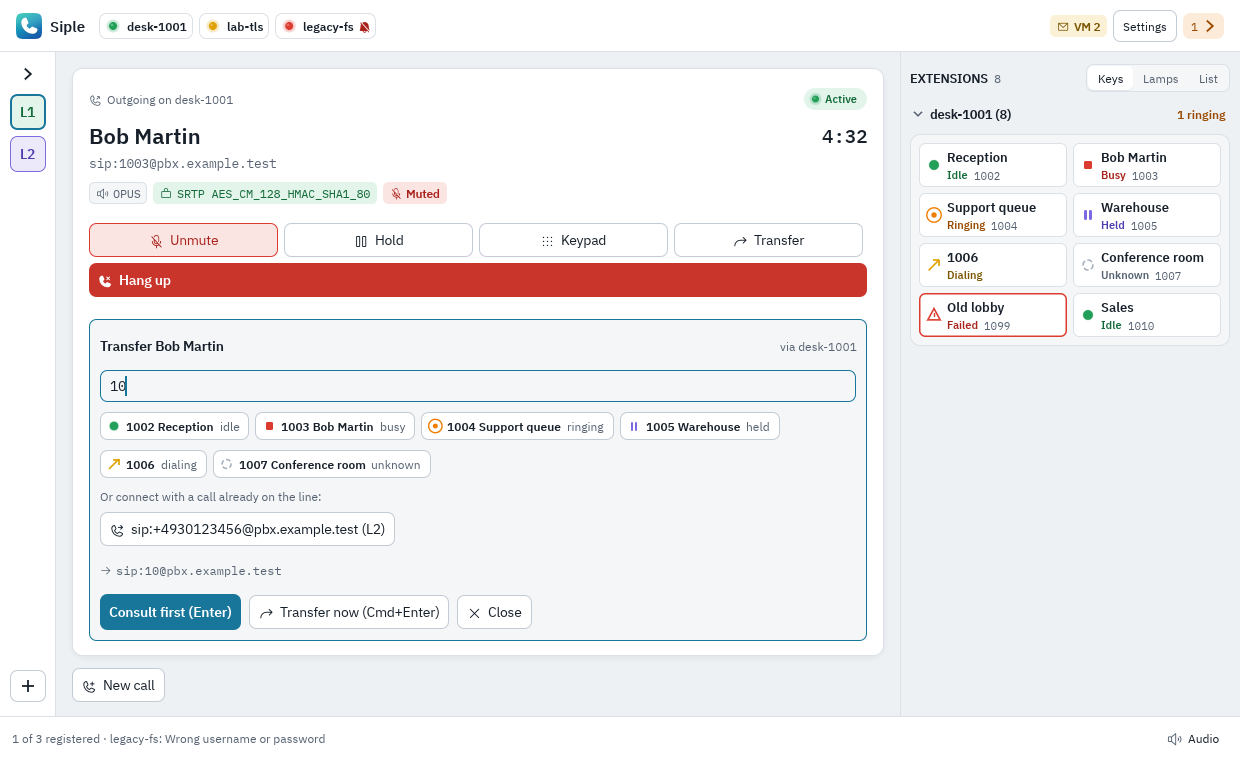 Siple
desk-1001
lab-tls
legacy-fs
VM 2
Settings
1
L1
L2
Outgoing on desk-1001
Active
Bob Martin
4:32
sip:1003@pbx.example.test
OPUS
SRTP AES_CM_128_HMAC_SHA1_80
Muted
Unmute
Hold
Keypad
Transfer
Hang up
Transfer Bob Martin
via desk-1001
10
1002 Reception idle
1003 Bob Martin busy
1004 Support queue ringing
1005 Warehouse held
1006 dialing
1007 Conference room unknown
Or connect with a call already on the line:
sip:+4930123456@pbx.example.test (L2)
→ sip:10@pbx.example.test
Consult first (Enter)
Transfer now (Cmd+Enter)
Close
New call
EXTENSIONS 8
Keys
Lamps
List
desk-1001 (8)
1 ringing
Reception
Idle 1002
Bob Martin
Busy 1003
Support queue
Ringing 1004
Warehouse
Held 1005
1006
Dialing
Conference room
Unknown 1007
Old lobby
Failed 1099
Sales
Idle 1010
1 of 3 registered · legacy-fs: Wrong username or password
Audio